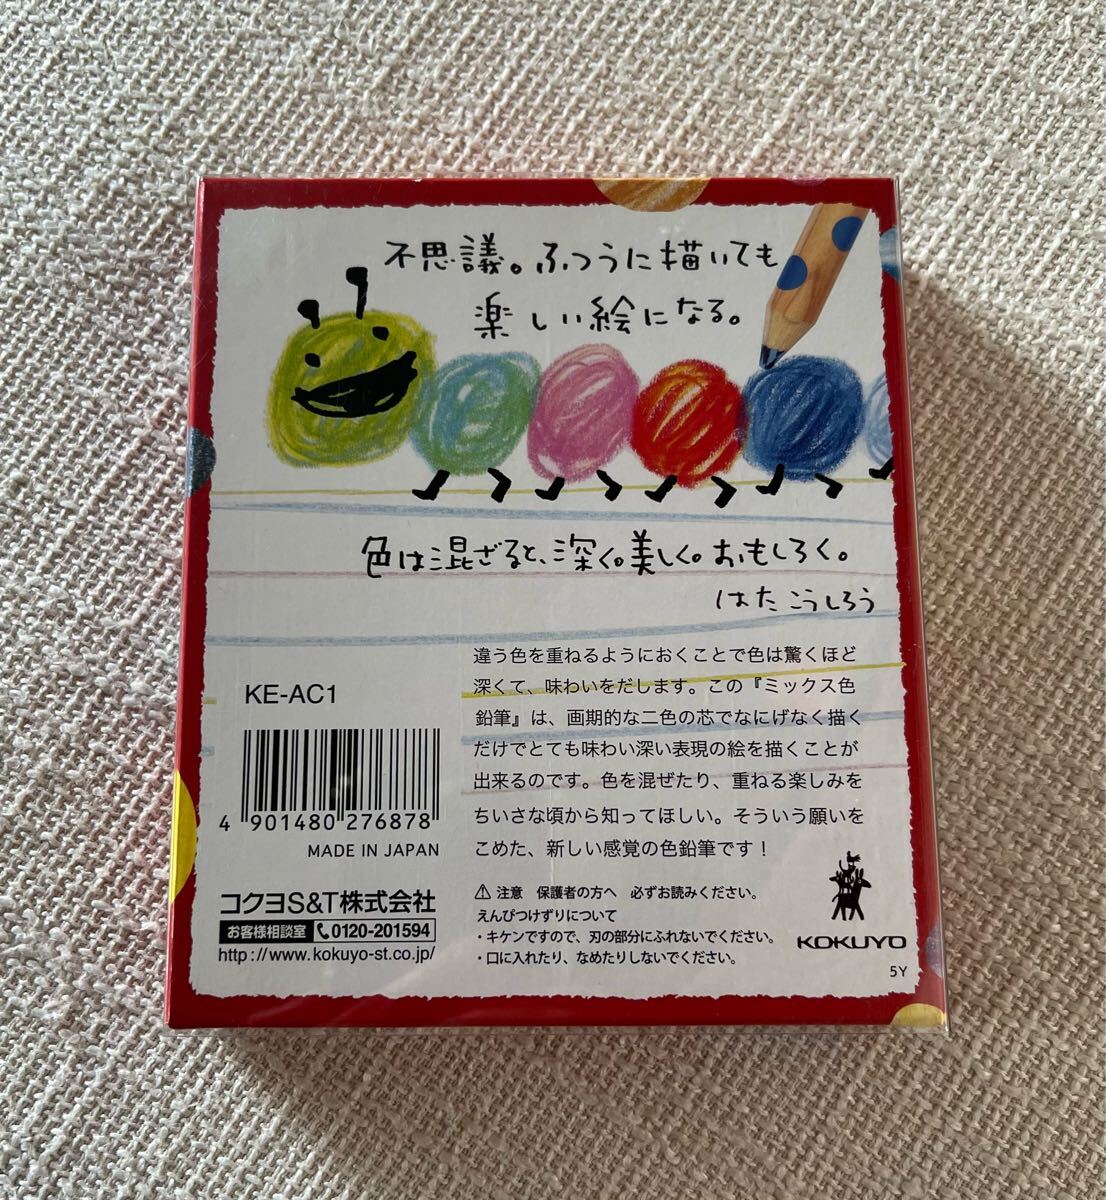 不思議。ふつうに描いても
楽しい絵になる。
色は混ざると、深く。美しく。おもしろく。
はたこうしろう
違う色を重ねるようにおくことで色は驚くほど
深くて、味わいをだします。この『ミックス色
鉛筆』は、画期的な二色の芯でなにげなく描く
だけでとても味わい深い表現の絵を描くことが
出来るのです。色を混ぜたり、重ねる楽しみを
ちいさな頃から知ってほしい。そういう願いを
こめた、新しい感覚の色鉛筆です！
KE-AC1
4 901480 276878
MADE IN JAPAN
コクヨS&T株式会社
お客様相談室 0120-201594
http://www.kokuyo-st.co.jp/
注意 保護者の方へ 必ずお読みください。
えんぴつけずりについて
・キケンですので、刃の部分にふれないでください。
・口に入れたり、なめたりしないでください。
KOKUYO
5Y